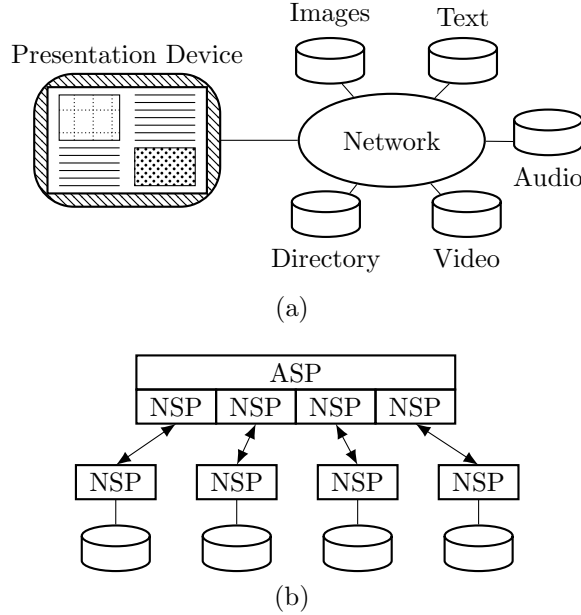 Images
Text
Presentation Device
Network
Audio
Directory
Video
(a)
ASP
NSP NSP NSP NSP
NSP NSP NSP NSP
(b)